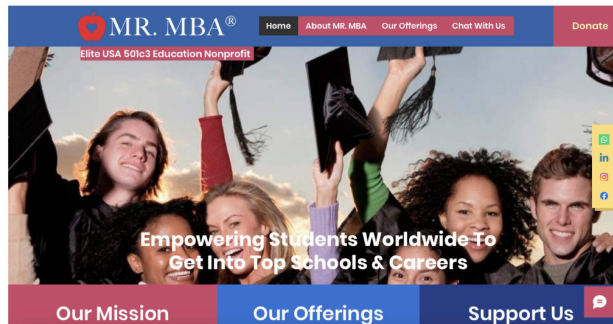 MR. MBA®
Home About MR. MBA Our Offerings Chat With Us Donate
Elite USA 501c3 Education Nonprofit
in
Empowering Students Worldwide To
Get Into Top Schools & Careers
Our Mission Our Offerings Support Us